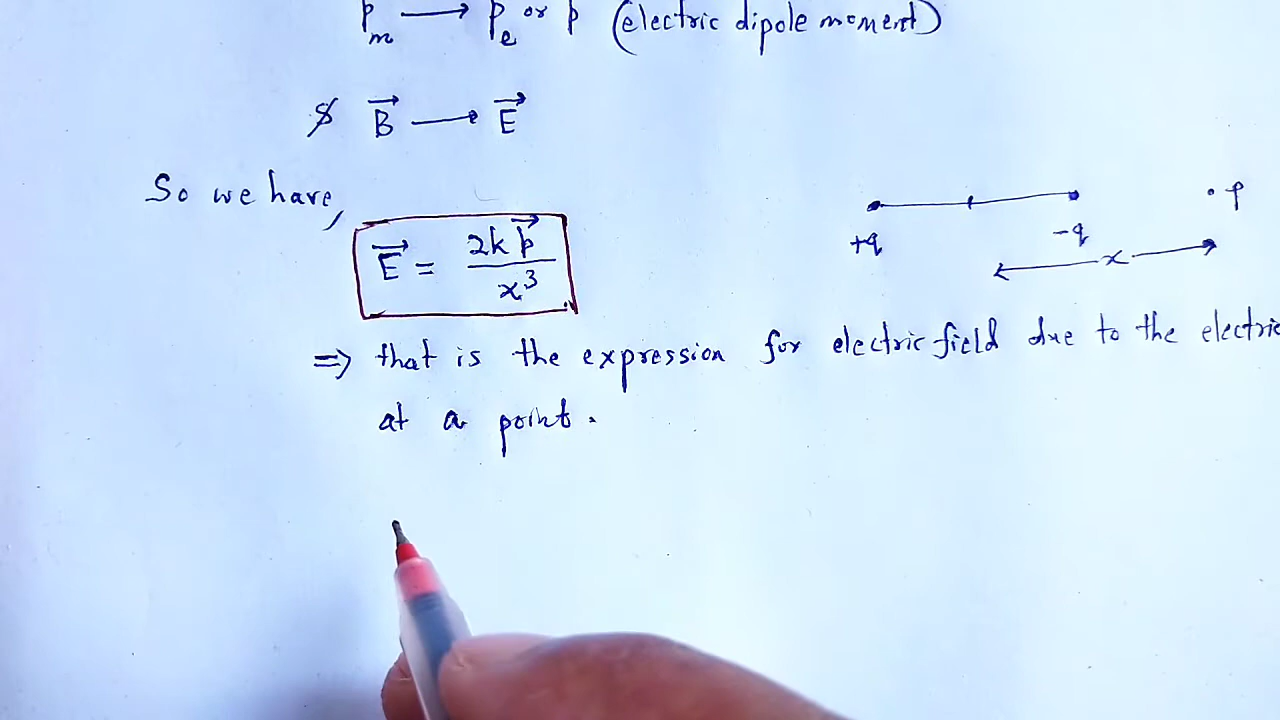 Pm → Pe or P (electric dipole moment)
$ B⃗ → E⃗
So we have,
E⃗ = 2kp⃗ / x³
+q -q • P
x
⇒ that is the expression for electric field due to the electric
at a point.